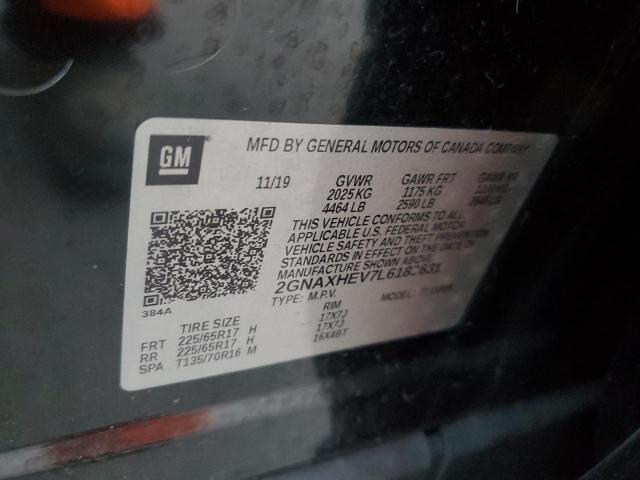 GM
MFD BY GENERAL MOTORS OF CANADA COMPANY
11/19 GVWR GAWR FRT GAWR RR
2025 KG 1175 KG
4464 LB 2590 LB
THIS VEHICLE CONFORMS TO ALL
APPLICABLE U.S. FEDERAL MOTOR
VEHICLE SAFETY AND THEFT PREVENTION
STANDARDS IN EFFECT ON THE DATE OF
MANUFACTURE SHOWN ABOVE.
2GNAXHEV7L618C631
TYPE: M.P.V.
384A
TIRE SIZE RIM
FRT 225/65R17 H 17X7J
RR 225/65R17 H 17X7J
SPA T135/70R16 M 16X4BT